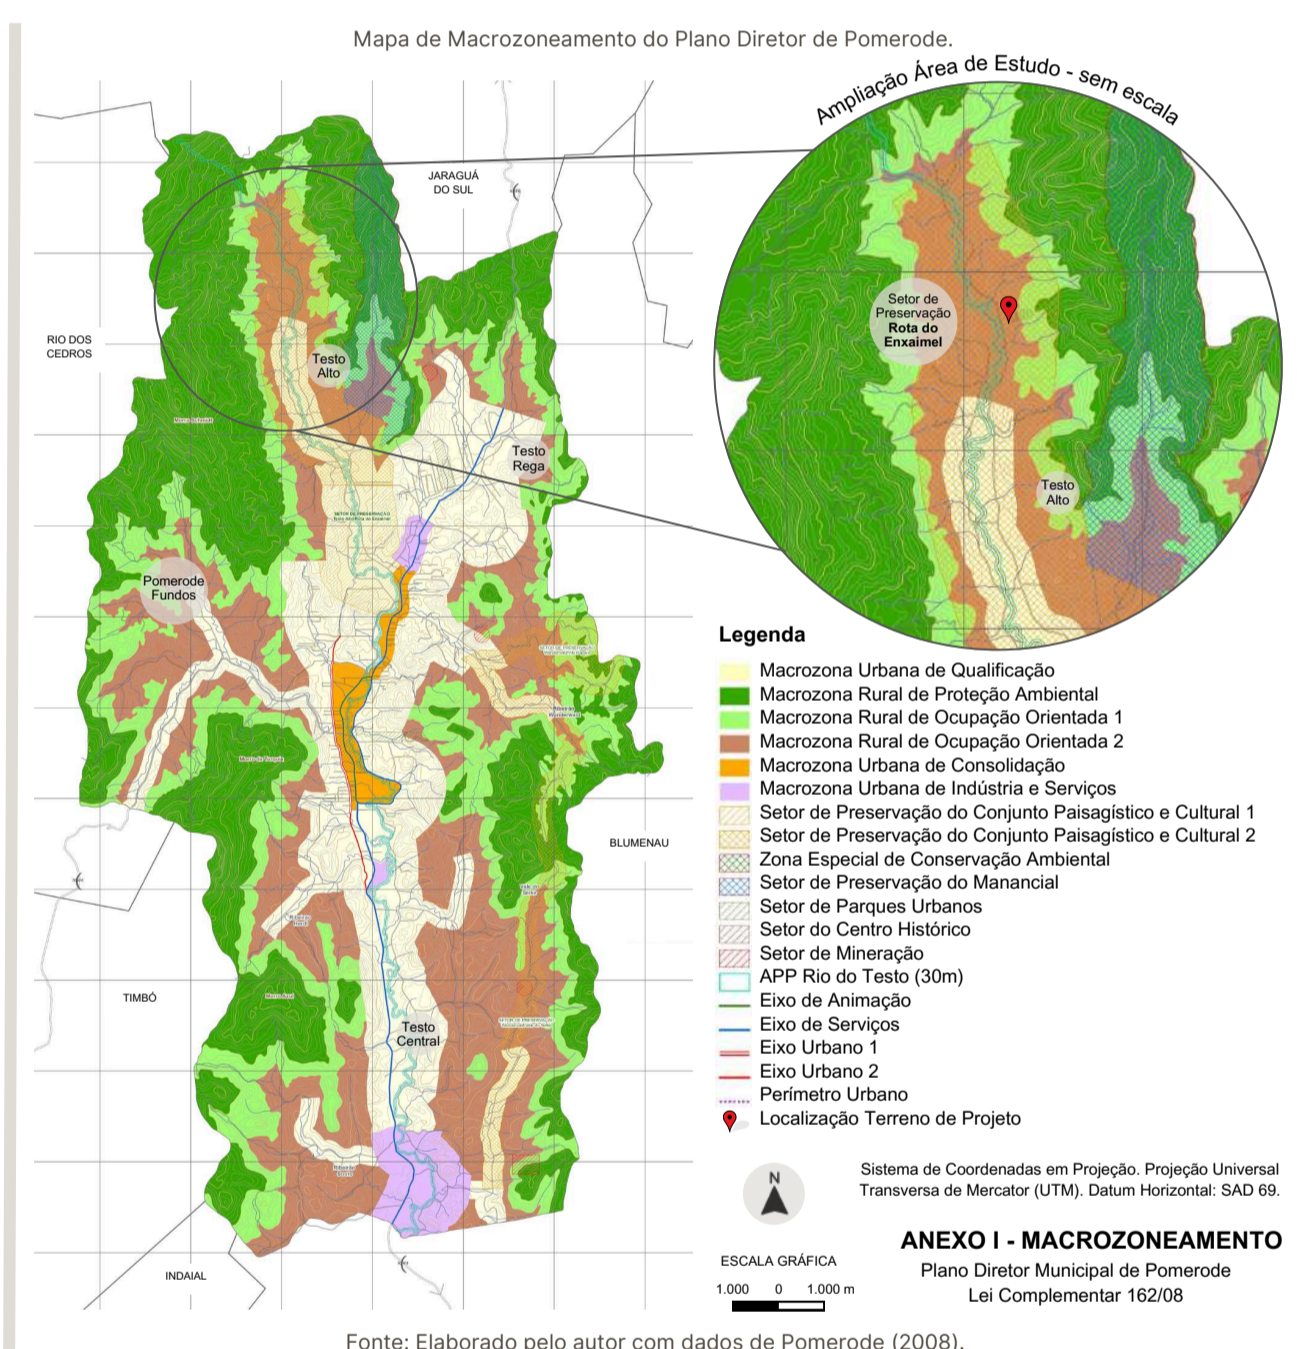 Mapa de Macrozoneamento do Plano Diretor de Pomerode.
Ampliação Área de Estudo - sem escala
JARAGUÁ
DO SUL
RIO DOS
CEDROS
Testo
Alto
Setor de
Preservação
Rota do
Enxaimel
Testo
Alto
Testo
Rega
Pomerode
Fundos
BLUMENAU
TIMBÓ
Testo
Central
INDAIAL
Legenda
Macrozona Urbana de Qualificação
Macrozona Rural de Proteção Ambiental
Macrozona Rural de Ocupação Orientada 1
Macrozona Rural de Ocupação Orientada 2
Macrozona Urbana de Consolidação
Macrozona Urbana de Indústria e Serviços
Setor de Preservação do Conjunto Paisagístico e Cultural 1
Setor de Preservação do Conjunto Paisagístico e Cultural 2
Zona Especial de Conservação Ambiental
Setor de Preservação do Manancial
Setor de Parques Urbanos
Setor do Centro Histórico
Setor de Mineração
APP Rio do Testo (30m)
Eixo de Animação
Eixo de Serviços
Eixo Urbano 1
Eixo Urbano 2
Perímetro Urbano
Localização Terreno de Projeto
N
Sistema de Coordenadas em Projeção. Projeção Universal
Transversa de Mercator (UTM). Datum Horizontal: SAD 69.
ANEXO I - MACROZONEAMENTO
Plano Diretor Municipal de Pomerode
Lei Complementar 162/08
ESCALA GRÁFICA
1.000 0 1.000 m
Fonte: Elaborado pelo autor com dados de Pomerode (2008).